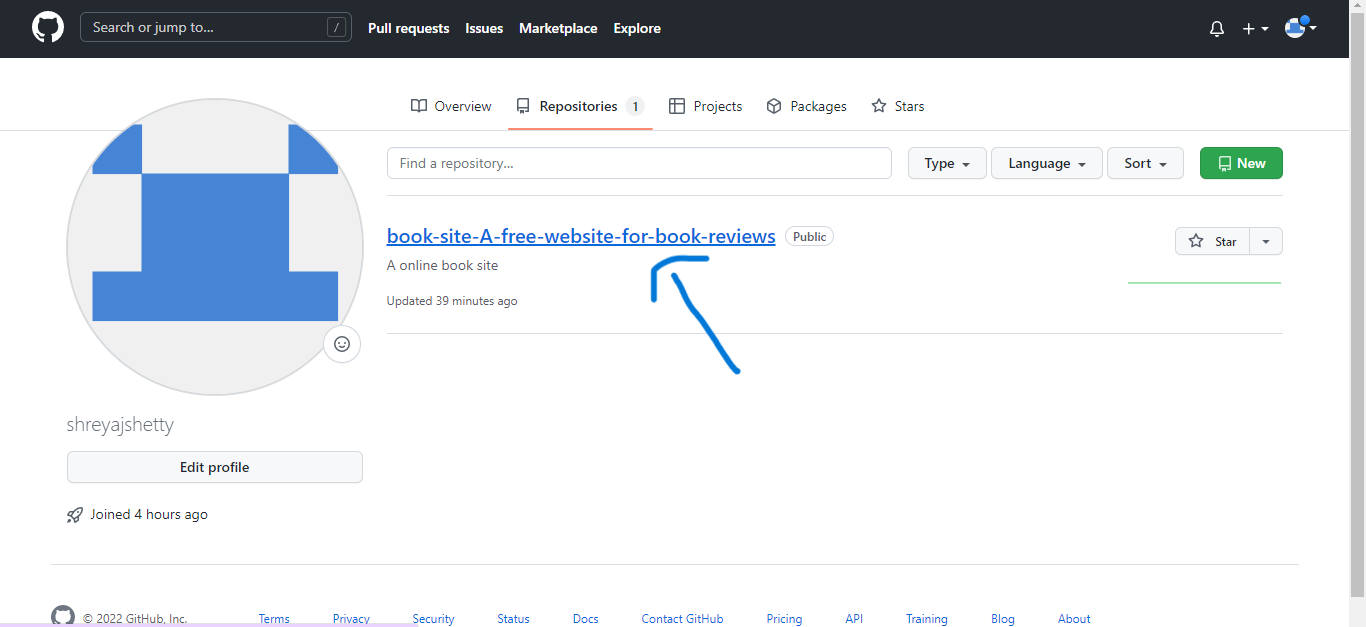 Search or jump to... /
Pull requests Issues Marketplace Explore
Overview Repositories 1 Projects Packages Stars
Find a repository... Type Language Sort New
book-site-A-free-website-for-book-reviews Public Star
A online book site
Updated 39 minutes ago
shreyajshetty
Edit profile
Joined 4 hours ago
© 2022 GitHub, Inc. Terms Privacy Security Status Docs Contact GitHub Pricing API Training Blog About